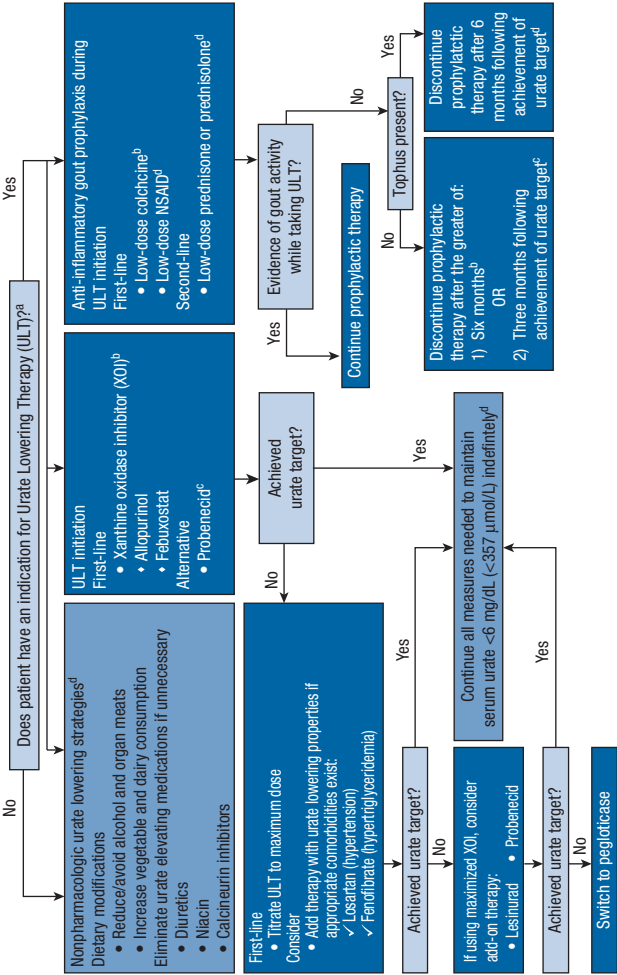 Does patient have an indication for Urate Lowering Therapy (ULT)?a
No
Yes
Nonpharmacologic urate lowering strategiesd
Dietary modifications
• Reduce/avoid alcohol and organ meats
• Increase vegetable and dairy consumption
Eliminate urate elevating medications if unnecessary
• Diuretics
• Niacin
• Calcineurin inhibitors
ULT initiation
First-line
• Xanthine oxidase inhibitor (XOI)b
♦ Allopurinol
♦ Febuxostat
Alternative
• Probenecidc
Anti-inflammatory gout prophylaxis during
ULT initiation
First-line
• Low-dose colchcineb
• Low-dose NSAIDd
Second-line
• Low-dose prednisone or prednisoloned
Achieved
urate target?
No
Yes
Evidence of gout activity
while taking ULT?
Yes
No
Continue prophylactic therapy
Tophus present?
No
Yes
Discontinue prophylactic
therapy after the greater of:
1) Six monthsb
OR
2) Three months following
achievement of urate targetc
Discontinue
prophylatctic
therapy after 6
months following
achievement of
urate targetd
First-line
• Titrate ULT to maximum dose
Consider
• Add therapy with urate lowering properties if
appropriate comorbidities exist:
✓ Losartan (hypertension)
✓ Fenofibrate (hypertriglyceridemia)
Achieved urate target?
Yes
No
Continue all measures needed to maintain
serum urate <6 mg/dL (<357 μmol/L) indefintelyd
If using maximized XOI, consider
add-on therapy:
• Lesinurad • Probenecid
Achieved urate target?
Yes
No
Switch to pegloticase